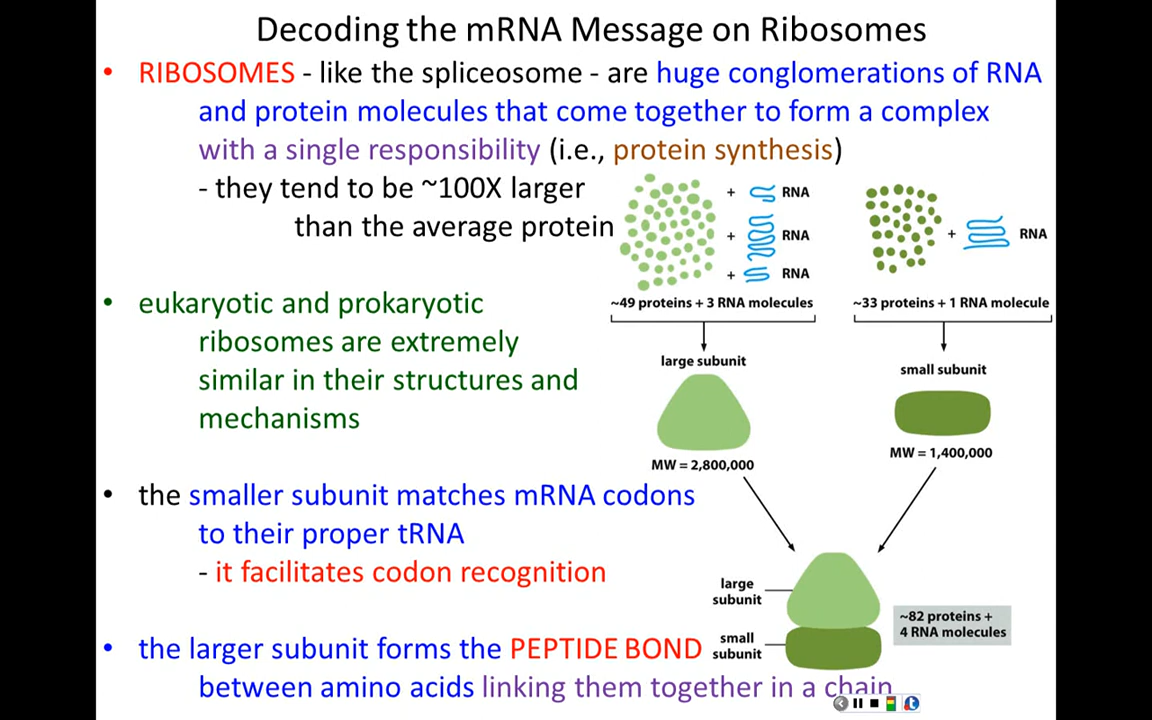 Decoding the mRNA Message on Ribosomes
• RIBOSOMES - like the spliceosome - are huge conglomerations of RNA
and protein molecules that come together to form a complex
with a single responsibility (i.e., protein synthesis)
- they tend to be ~100X larger
than the average protein
• eukaryotic and prokaryotic
ribosomes are extremely
similar in their structures and
mechanisms
• the smaller subunit matches mRNA codons
to their proper tRNA
- it facilitates codon recognition
• the larger subunit forms the PEPTIDE BOND
between amino acids linking them together in a chain
+ RNA
+ RNA
+ RNA
~49 proteins + 3 RNA molecules
large subunit
MW = 2,800,000
+ RNA
~33 proteins + 1 RNA molecule
small subunit
MW = 1,400,000
large
subunit
small
subunit
~82 proteins +
4 RNA molecules